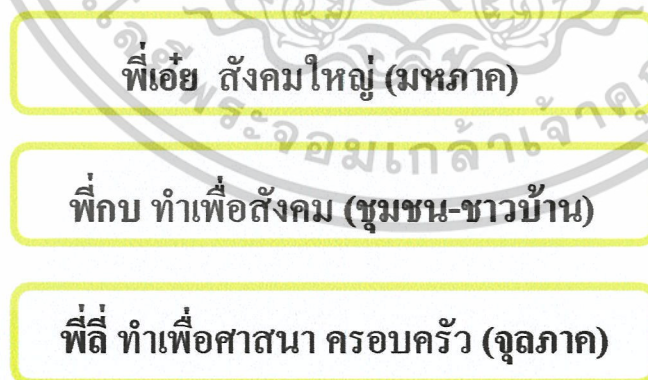 พี่เอ๋ย สังคมใหญ่ (มหภาค)
พี่กบ ทำเพื่อสังคม (ชุมชน-ชาวบ้าน)
พี่ลี่ ทำเพื่อศาสนา ครอบครัว (จุลภาค)